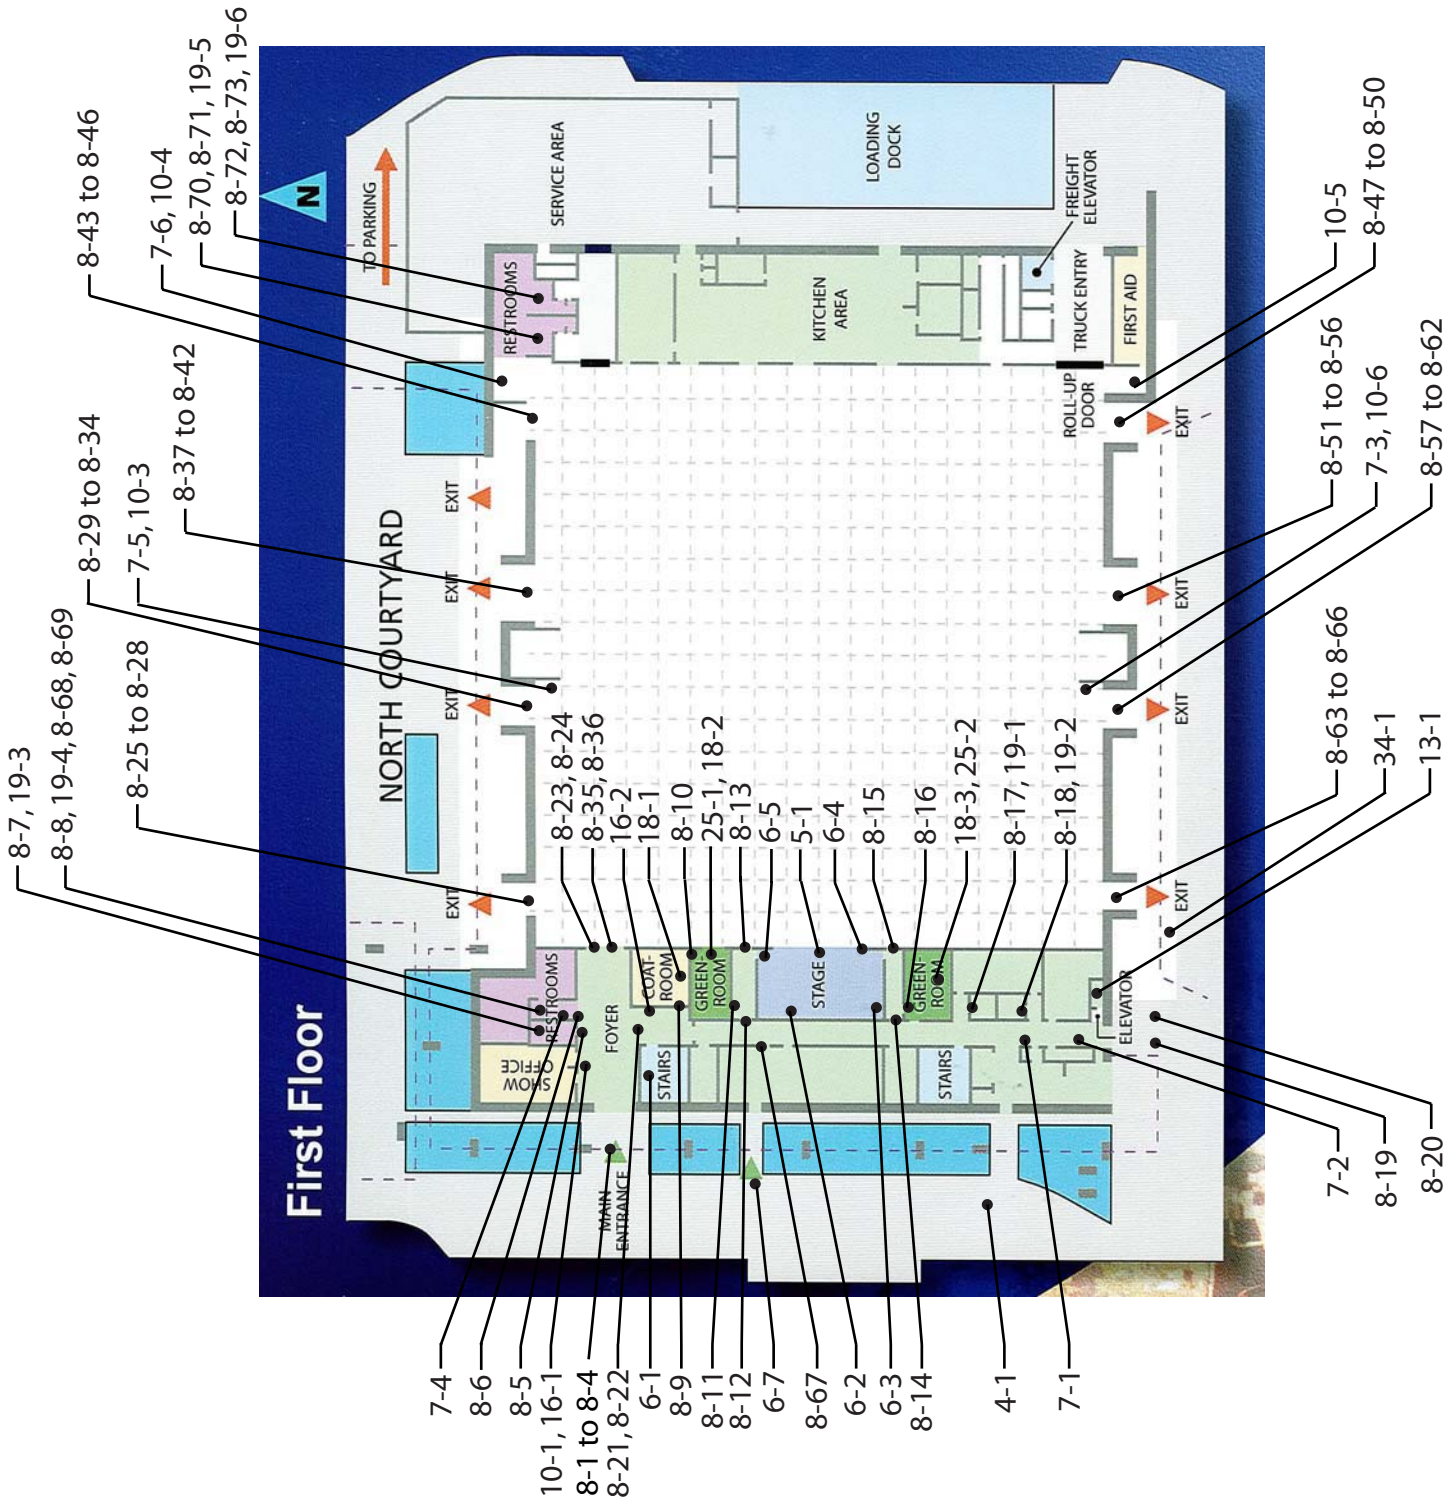 First Floor
N
TO PARKING
NORTH COURTYARD
SERVICE AREA
LOADING
DOCK
FREIGHT
ELEVATOR
RESTROOMS
KITCHEN
AREA
TRUCK ENTRY
FIRST AID
ROLL-UP
DOOR
EXIT
EXIT
EXIT
EXIT
EXIT
EXIT
EXIT
EXIT
RESTROOMS
SHOW
OFFICE
FOYER
COAT-
ROOM
GREEN-
ROOM
STAGE
GREEN-
ROOM
STAIRS
STAIRS
ELEVATOR
MAIN
ENTRANCE
8-7, 19-3
8-8, 19-4, 8-68, 8-69
8-25 to 8-28
8-29 to 8-34
7-5, 10-3
8-37 to 8-42
8-43 to 8-46
7-6, 10-4
8-70, 8-71, 19-5
8-72, 8-73, 19-6
8-23, 8-24
8-35, 8-36
16-2
18-1
8-10
25-1, 18-2
8-13
6-5
5-1
6-4
8-15
8-16
18-3, 25-2
8-17, 19-1
8-18, 19-2
10-5
8-47 to 8-50
8-51 to 8-56
7-3, 10-6
8-57 to 8-62
8-63 to 8-66
34-1
13-1
7-4
8-6
8-5
10-1, 16-1
8-1 to 8-4
8-21, 8-22
6-1
8-9
8-11
8-12
6-7
8-67
6-2
6-3
8-14
4-1
7-1
7-2
8-19
8-20